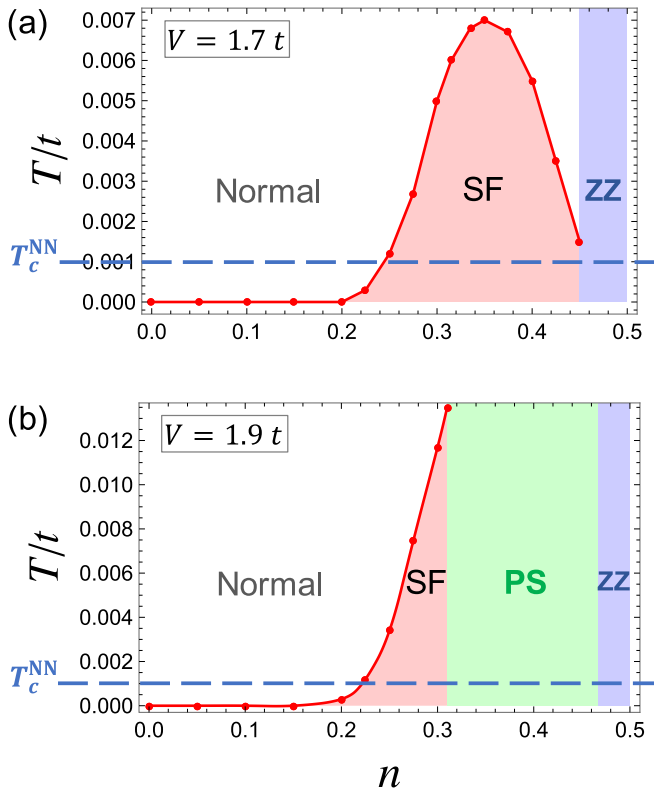 (a)
V = 1.7 t
0.007
0.006
0.005
0.004
0.003
0.002
0.001
0.000
T/t
T_c^NN
Normal
SF
ZZ
0.0 0.1 0.2 0.3 0.4 0.5
(b)
V = 1.9 t
0.012
0.010
0.008
0.006
0.004
0.002
0.000
T/t
T_c^NN
Normal
SF
PS
ZZ
0.0 0.1 0.2 0.3 0.4 0.5
n